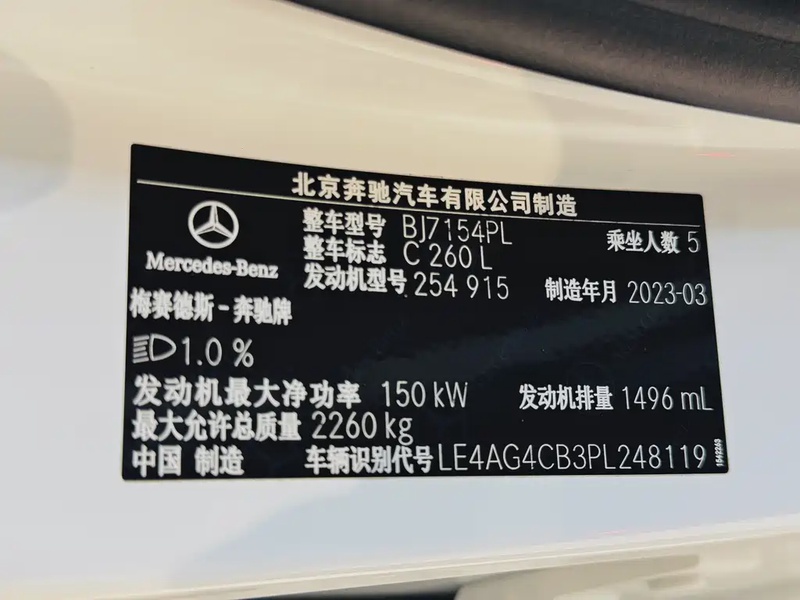 北京奔驰汽车有限公司制造
Mercedes-Benz
梅赛德斯-奔驰牌
整车型号 BJ7154PL
整车标志 C 260 L
发动机型号 254 915
乘坐人数 5
制造年月 2023-03
1.0 %
发动机最大净功率 150 kW
发动机排量 1496 mL
最大允许总质量 2260 kg
中国 制造
车辆识别代号 LE4AG4CB3PL248119
1542263